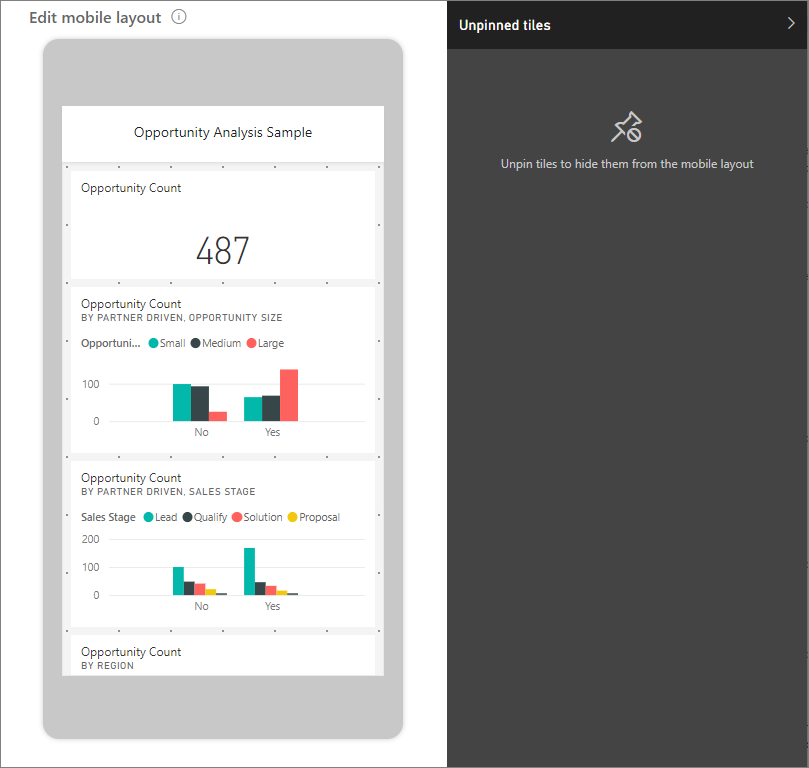 Edit mobile layout
Unpinned tiles
Unpin tiles to hide them from the mobile layout
Opportunity Analysis Sample
Opportunity Count
487
Opportunity Count
BY PARTNER DRIVEN, OPPORTUNITY SIZE
Opportuni... Small Medium Large
100
0
No Yes
Opportunity Count
BY PARTNER DRIVEN, SALES STAGE
Sales Stage Lead Qualify Solution Proposal
200
100
0
No Yes
Opportunity Count
BY REGION